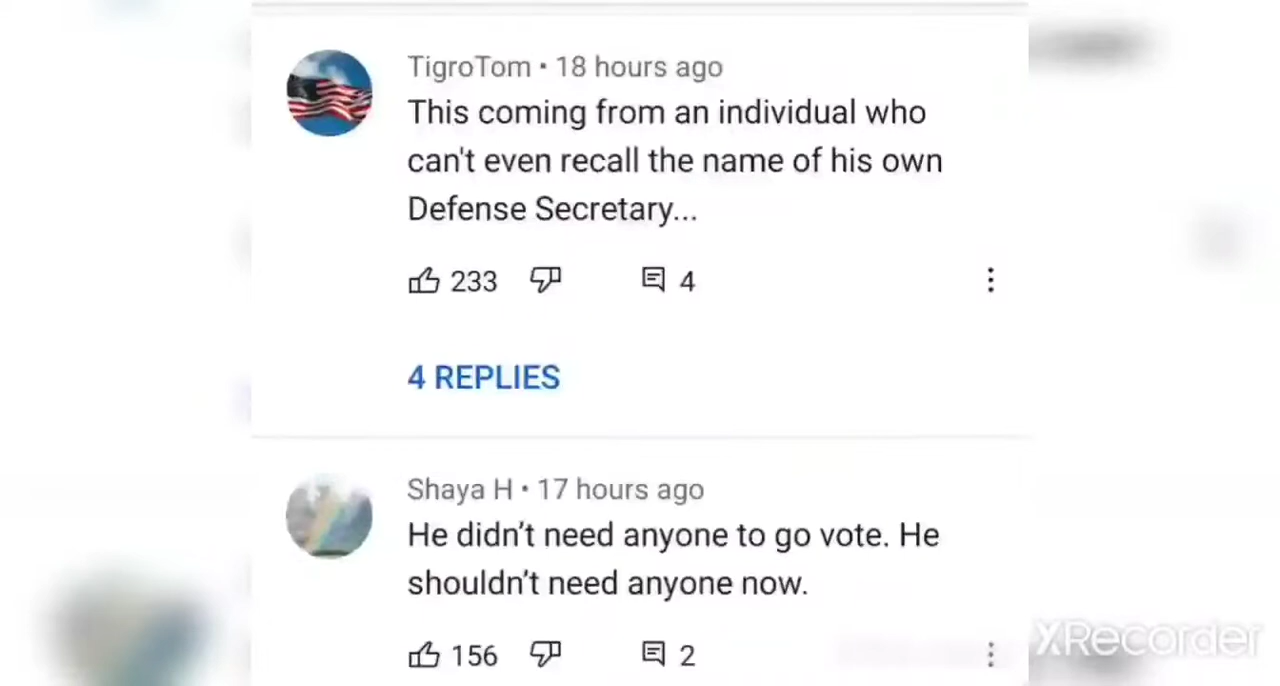 TigroTom • 18 hours ago
This coming from an individual who
can't even recall the name of his own
Defense Secretary...
233 4
4 REPLIES
Shaya H • 17 hours ago
He didn’t need anyone to go vote. He
shouldn’t need anyone now.
156 2
XRecorder